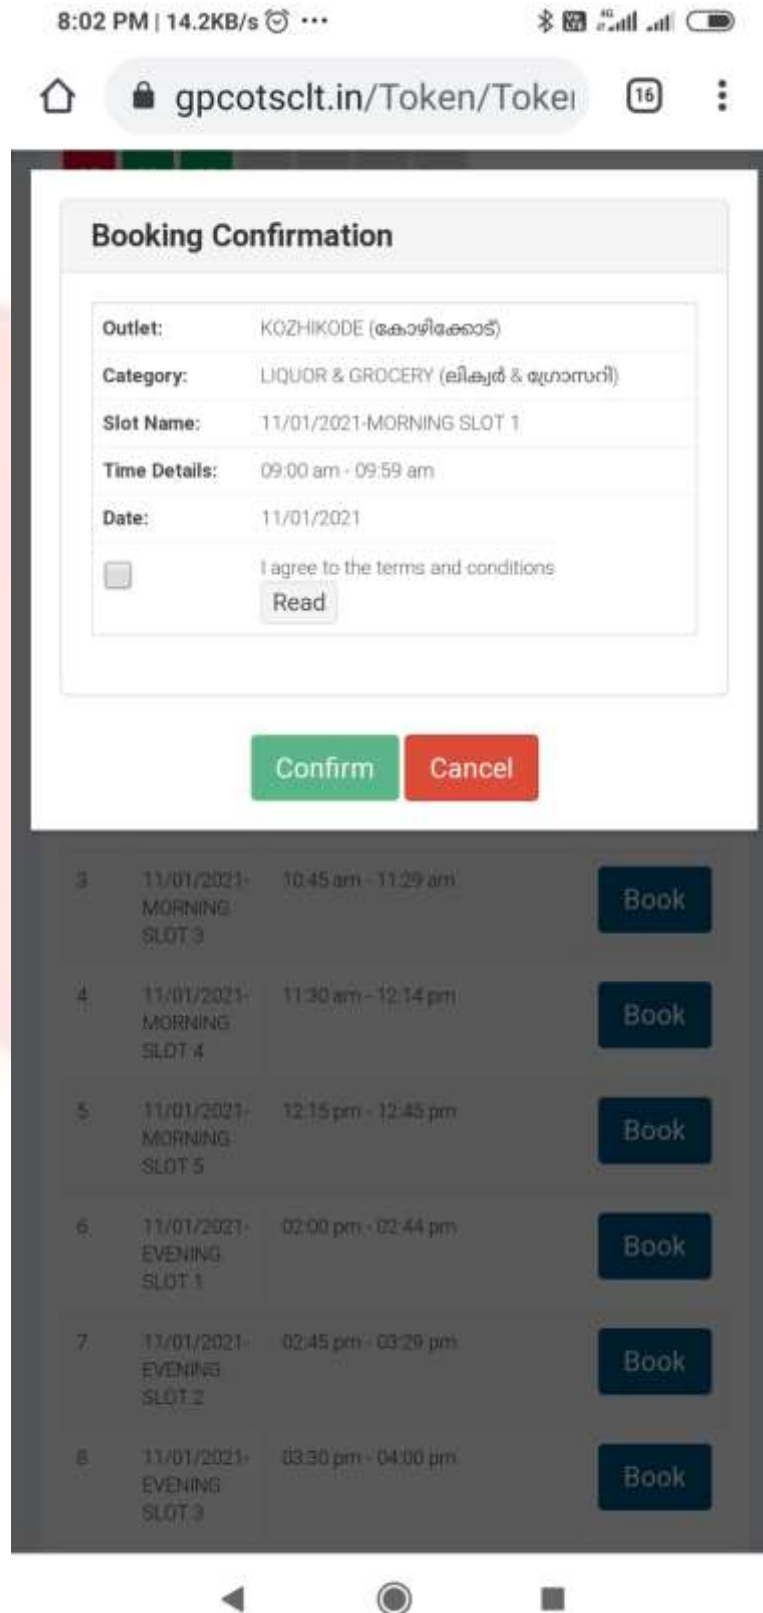 8:02 PM | 14.2KB/s
4G
gpcotsclt.in/Token/Toke
16
Booking Confirmation
Outlet: KOZHIKODE (കോഴിക്കോട്)
Category: LIQUOR & GROCERY (ലിക്വർ & ഗ്രോസറി)
Slot Name: 11/01/2021-MORNING SLOT 1
Time Details: 09:00 am - 09:59 am
Date: 11/01/2021
I agree to the terms and conditions
Read
Confirm Cancel
3 11/01/2021- 10:45 am - 11:29 am Book
MORNING
SLOT 3
4 11/01/2021- 11:30 am - 12:14 pm Book
MORNING
SLOT 4
5 11/01/2021- 12:15 pm - 12:45 pm Book
MORNING
SLOT 5
6 11/01/2021- 02:00 pm - 02:44 pm Book
EVENING
SLOT 1
7 11/01/2021- 02:45 pm - 03:29 pm Book
EVENING
SLOT 2
8 11/01/2021- 03:30 pm - 04:00 pm Book
EVENING
SLOT 3